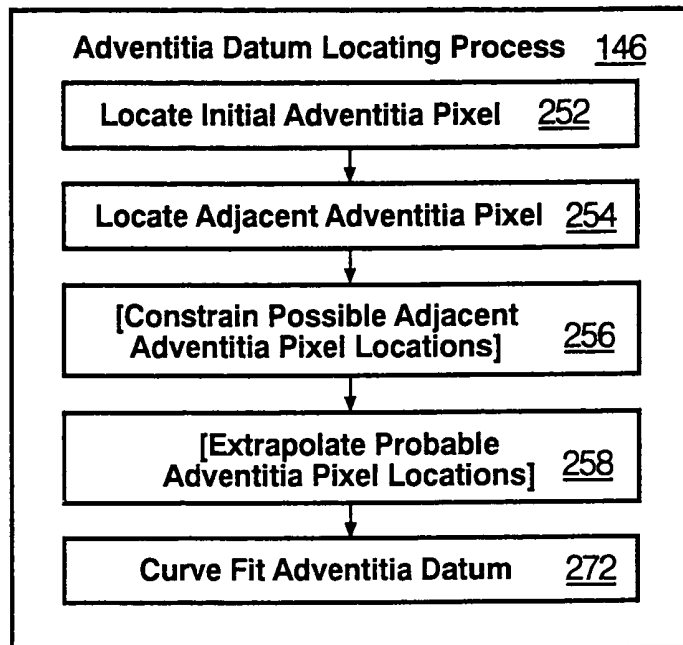 Adventitia Datum Locating Process 146
Locate Initial Adventitia Pixel 252
Locate Adjacent Adventitia Pixel 254
[Constrain Possible Adjacent
Adventitia Pixel Locations] 256
[Extrapolate Probable
Adventitia Pixel Locations] 258
Curve Fit Adventitia Datum 272